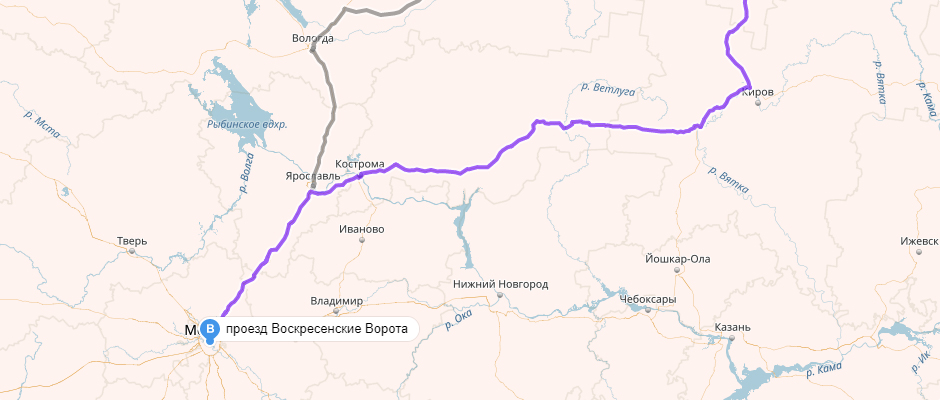 Вологда
р. Мста
Рыбинское вдхр.
р. Волга
р. Ветлуга
Киров
р. Вятка
р. Кама
Кострома
Ярославль
р. Вятка
Иваново
Тверь
Йошкар-Ола
Ижевск
Нижний Новгород
Владимир
Чебоксары
р. Ока
Казань
М
В
проезд Воскресенские Ворота
р. Кама
р. Ик